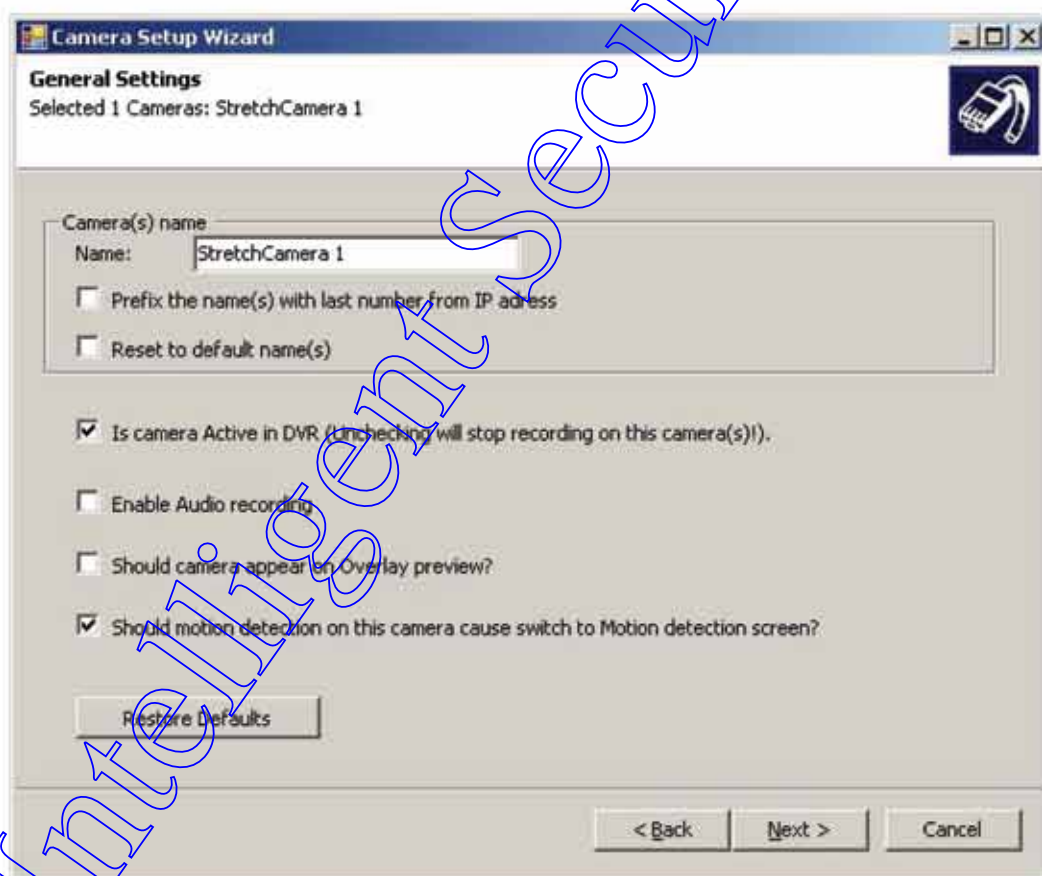 Camera Setup Wizard
General Settings
Selected 1 Cameras: StretchCamera 1
Camera(s) name
Name: StretchCamera 1
Prefix the name(s) with last number from IP adress
Reset to default name(s)
Is camera Active in DVR (Unchecking will stop recording on this camera(s)!).
Enable Audio recording
Should camera appear on Overlay preview?
Should motion detection on this camera cause switch to Motion detection screen?
Restore Defaults
< Back Next > Cancel
Intelligent Secu